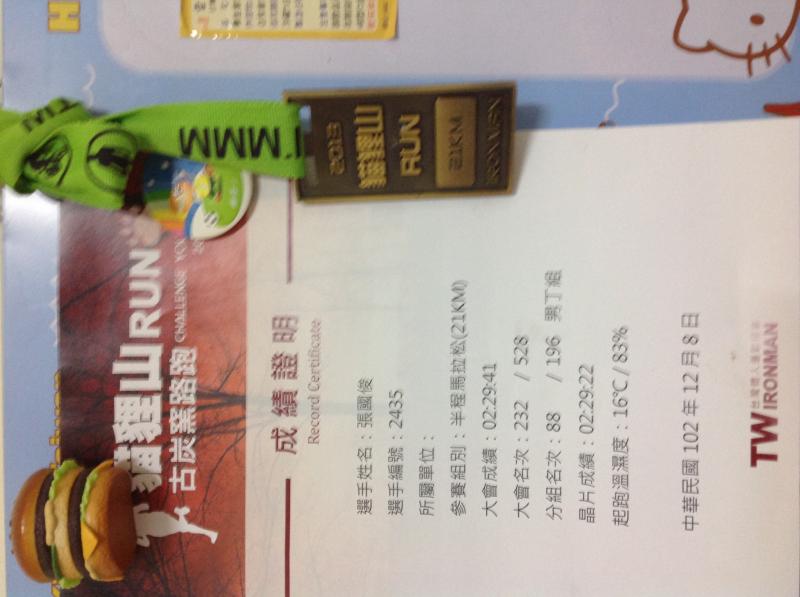 貓貍山RUN
古炭窯路跑 CHALLENGE YOU
成績證明
Record Certificate
選手姓名：張國俊
選手編號：2435
所屬單位：
參賽組別：半程馬拉松(21KM)
大會成績：02:29:41
大會名次：232 / 528
分組名次：88 / 196 男丁組
晶片成績：02:29:22
起跑溫濕度：16℃ / 83%
中華民國 102 年 12 月 8 日
TW IRONMAN
MMM
2013
貓貍山
RUN
21KM
IRONMAN